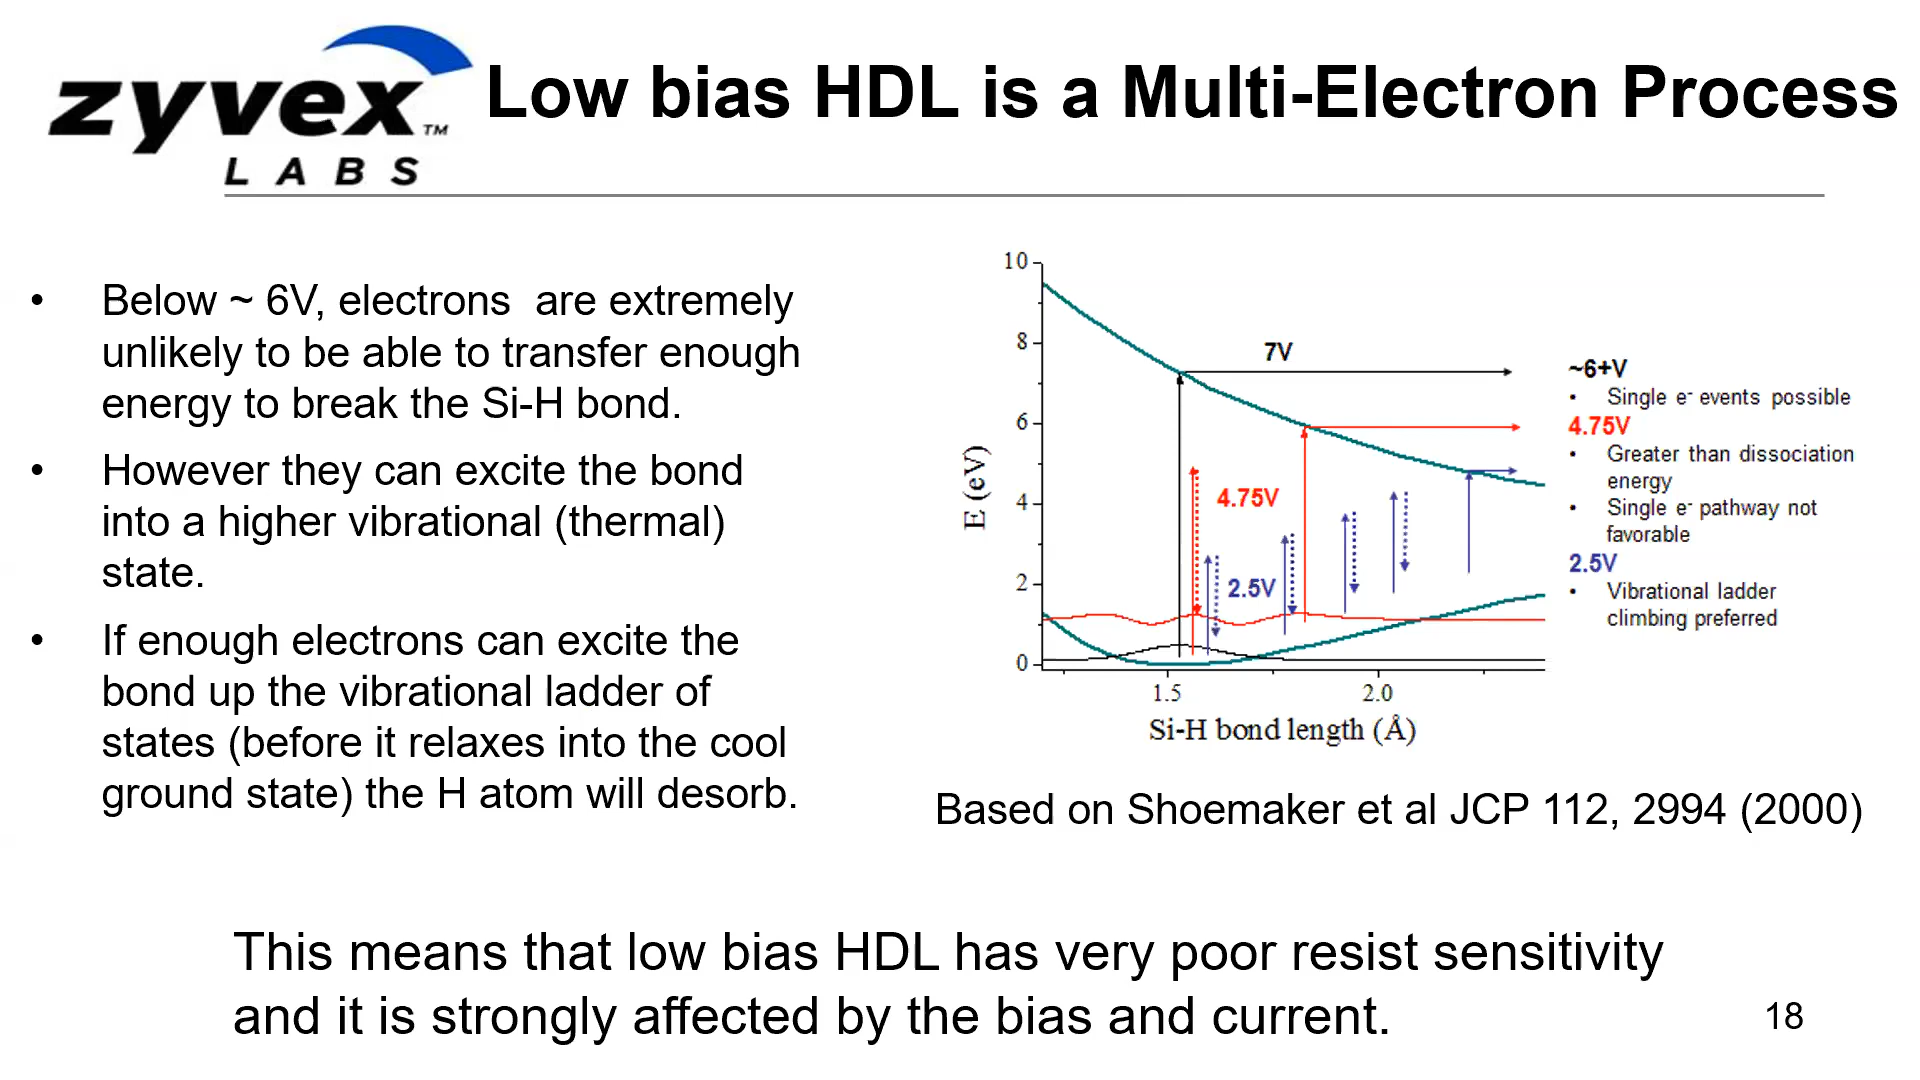 zyvex™
LABS
Low bias HDL is a Multi-Electron Process
• Below ~ 6V, electrons are extremely
unlikely to be able to transfer enough
energy to break the Si-H bond.
• However they can excite the bond
into a higher vibrational (thermal)
state.
• If enough electrons can excite the
bond up the vibrational ladder of
states (before it relaxes into the cool
ground state) the H atom will desorb.
10
8
6
4
2
0
E (eV)
7V
4.75V
2.5V
1.5
2.0
Si-H bond length (Å)
~6+V
• Single e- events possible
4.75V
• Greater than dissociation
energy
• Single e- pathway not
favorable
2.5V
• Vibrational ladder
climbing preferred
Based on Shoemaker et al JCP 112, 2994 (2000)
This means that low bias HDL has very poor resist sensitivity
and it is strongly affected by the bias and current.
18